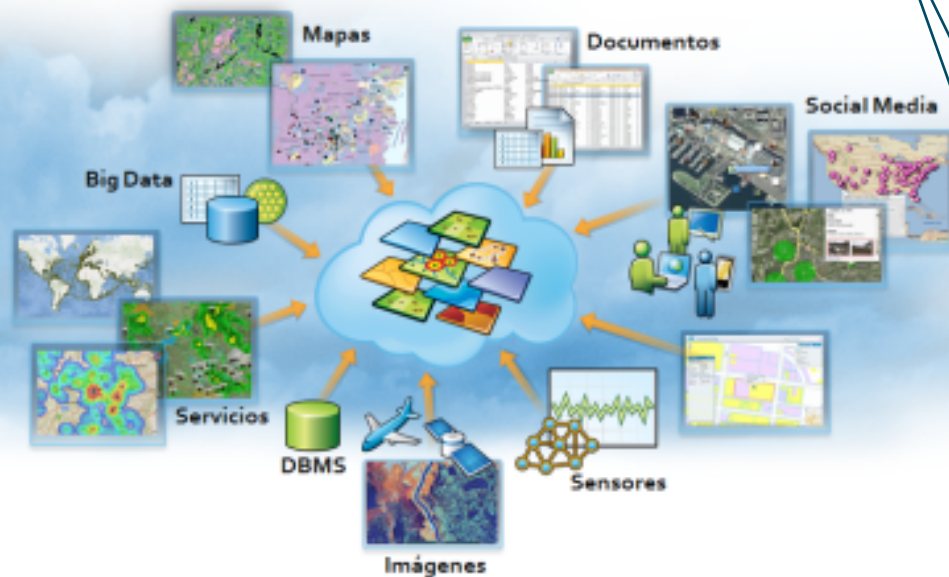 Mapas
Documentos
Social Media
Big Data
Servicios
DBMS
Sensores
Imágenes